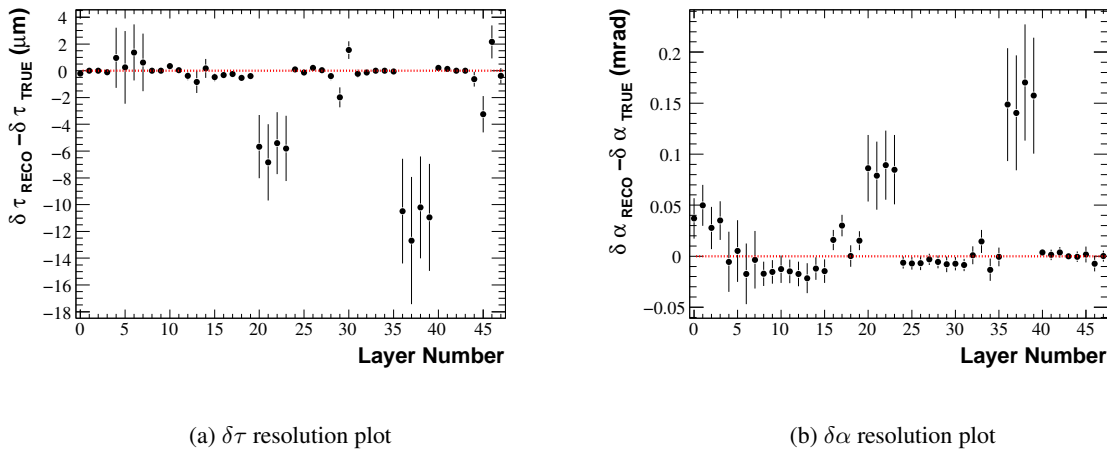 δ τ RECO −δ τ TRUE (μm)
4
2
0
−2
−4
−6
−8
−10
−12
−14
−16
−18
0 5 10 15 20 25 30 35 40 45
Layer Number
(a) δτ resolution plot
δ α RECO −δ α TRUE (mrad)
0.2
0.15
0.1
0.05
0
−0.05
0 5 10 15 20 25 30 35 40 45
Layer Number
(b) δα resolution plot